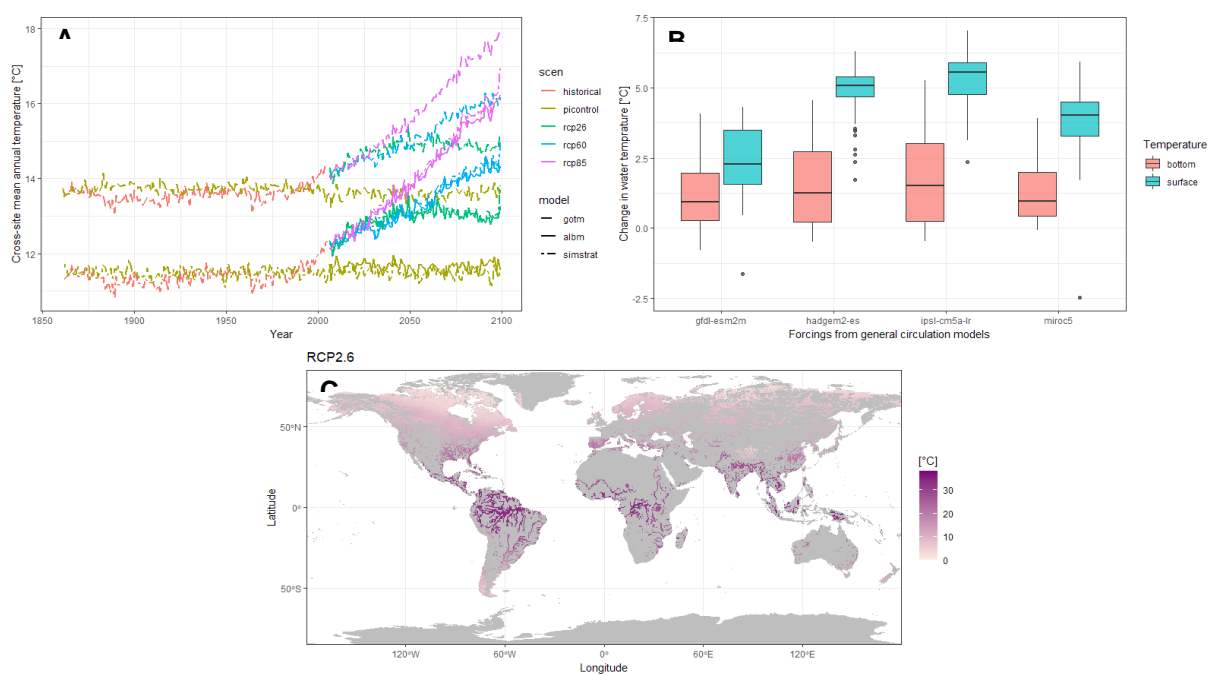 A
Cross-site mean annual temperature [°C]
18
16
14
12
1850
1900
1950
2000
2050
2100
Year
scen
historical
picontrol
rcp26
rcp60
rcp85
model
gotm
albm
simstrat
B
Change in water temprature [°C]
7.5
5.0
2.5
0.0
-2.5
gfdl-esm2m
hadgem2-es
ipsl-cm5a-lr
miroc5
Forcings from general circulation models
Temperature
bottom
surface
RCP2.6
C
Latitude
50°N
0°
50°S
120°W
60°W
0°
60°E
120°E
Longitude
[°C]
30
20
10
0